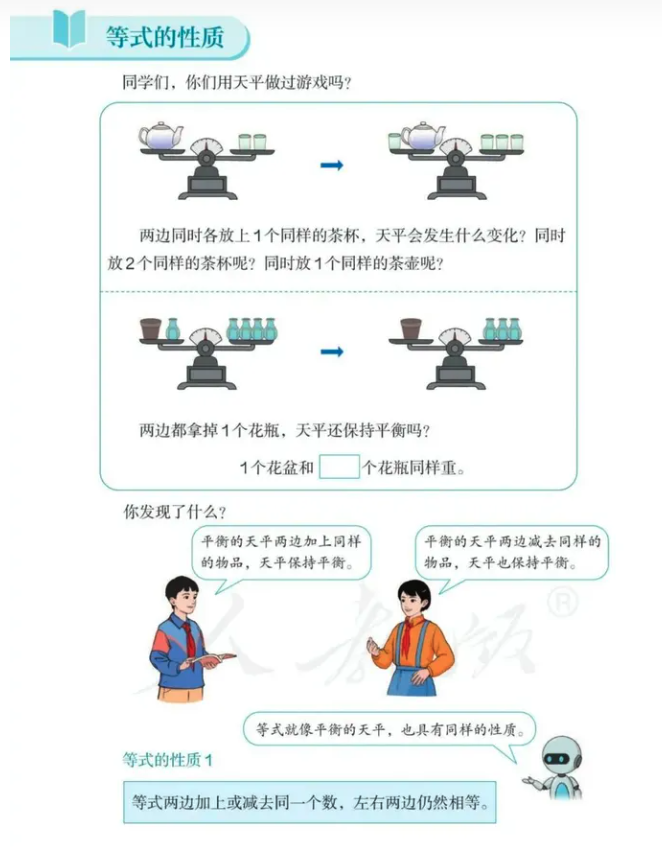 等式的性质
同学们，你们用天平做过游戏吗？
两边同时各放上1个同样的茶杯，天平会发生什么变化？同时
放2个同样的茶杯呢？同时放1个同样的茶壶呢？
两边都拿掉1个花瓶，天平还保持平衡吗？
1个花盆和 个花瓶同样重。
你发现了什么？
平衡的天平两边加上同样
的物品，天平保持平衡。
平衡的天平两边减去同样的
物品，天平也保持平衡。
人教版®
等式就像平衡的天平，也具有同样的性质。
等式的性质1
等式两边加上或减去同一个数，左右两边仍然相等。